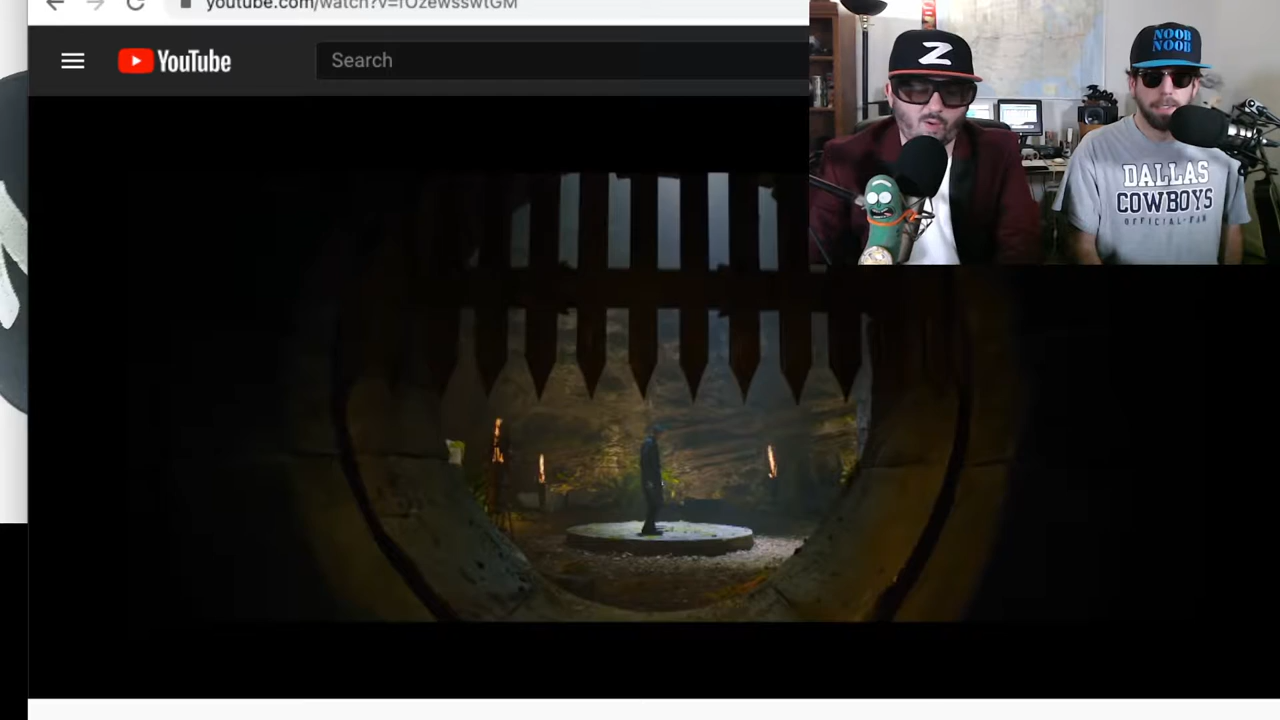 youtube.com/watch?v=fOzewsswtGM
YouTube
Search
Z
NOOB
NOOB
DALLAS
COWBOYS
OFFICIAL FAN